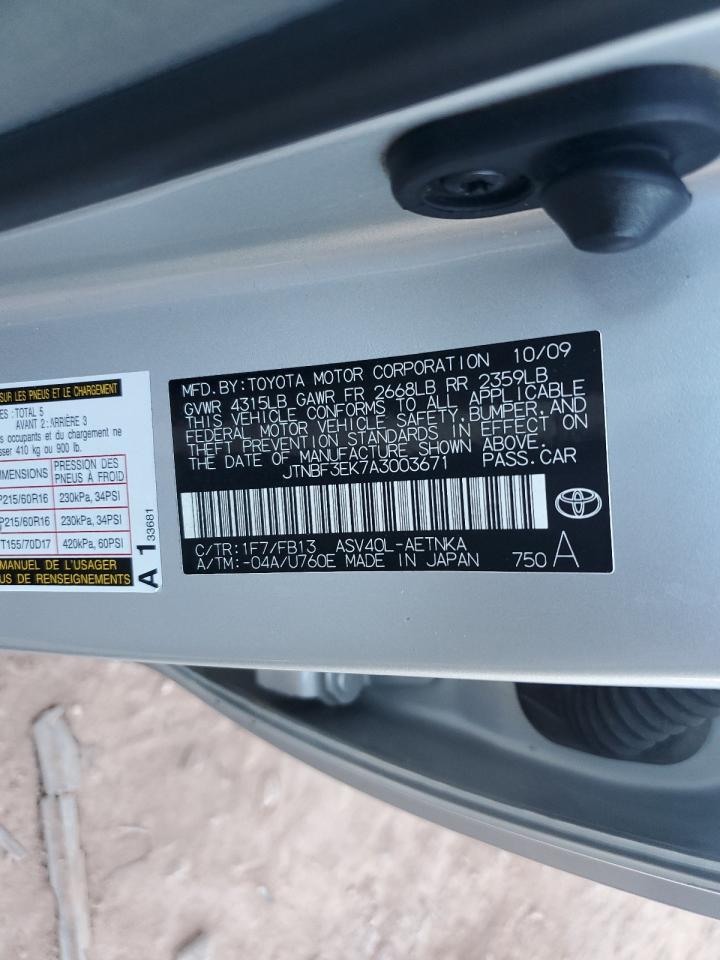 SUR LES PNEUS ET LE CHARGEMENT
ES : TOTAL 5
AVANT 2 : ARRIÈRE 3
s occupants et du chargement ne
sser 410 kg ou 900 lb.
IMENSIONS PRESSION DES PNEUS À FROID
P215/60R16 230kPa, 34PSI
P215/60R16 230kPa, 34PSI
T155/70D17 420kPa, 60PSI
MANUEL DE L'USAGER
US DE RENSEIGNEMENTS
A 1 33681
MFD. BY: TOYOTA MOTOR CORPORATION 10/09
GVWR 4315LB GAWR FR 2668LB RR 2359LB
THIS VEHICLE CONFORMS TO ALL APPLICABLE
FEDERAL MOTOR VEHICLE SAFETY, BUMPER, AND
THEFT PREVENTION STANDARDS IN EFFECT ON
THE DATE OF MANUFACTURE SHOWN ABOVE.
JTNBF3EK7A3003671 PASS. CAR
C/TR: 1F7/FB13 ASV40L-AETNKA
A/TM: -04A/U760E MADE IN JAPAN 750 A